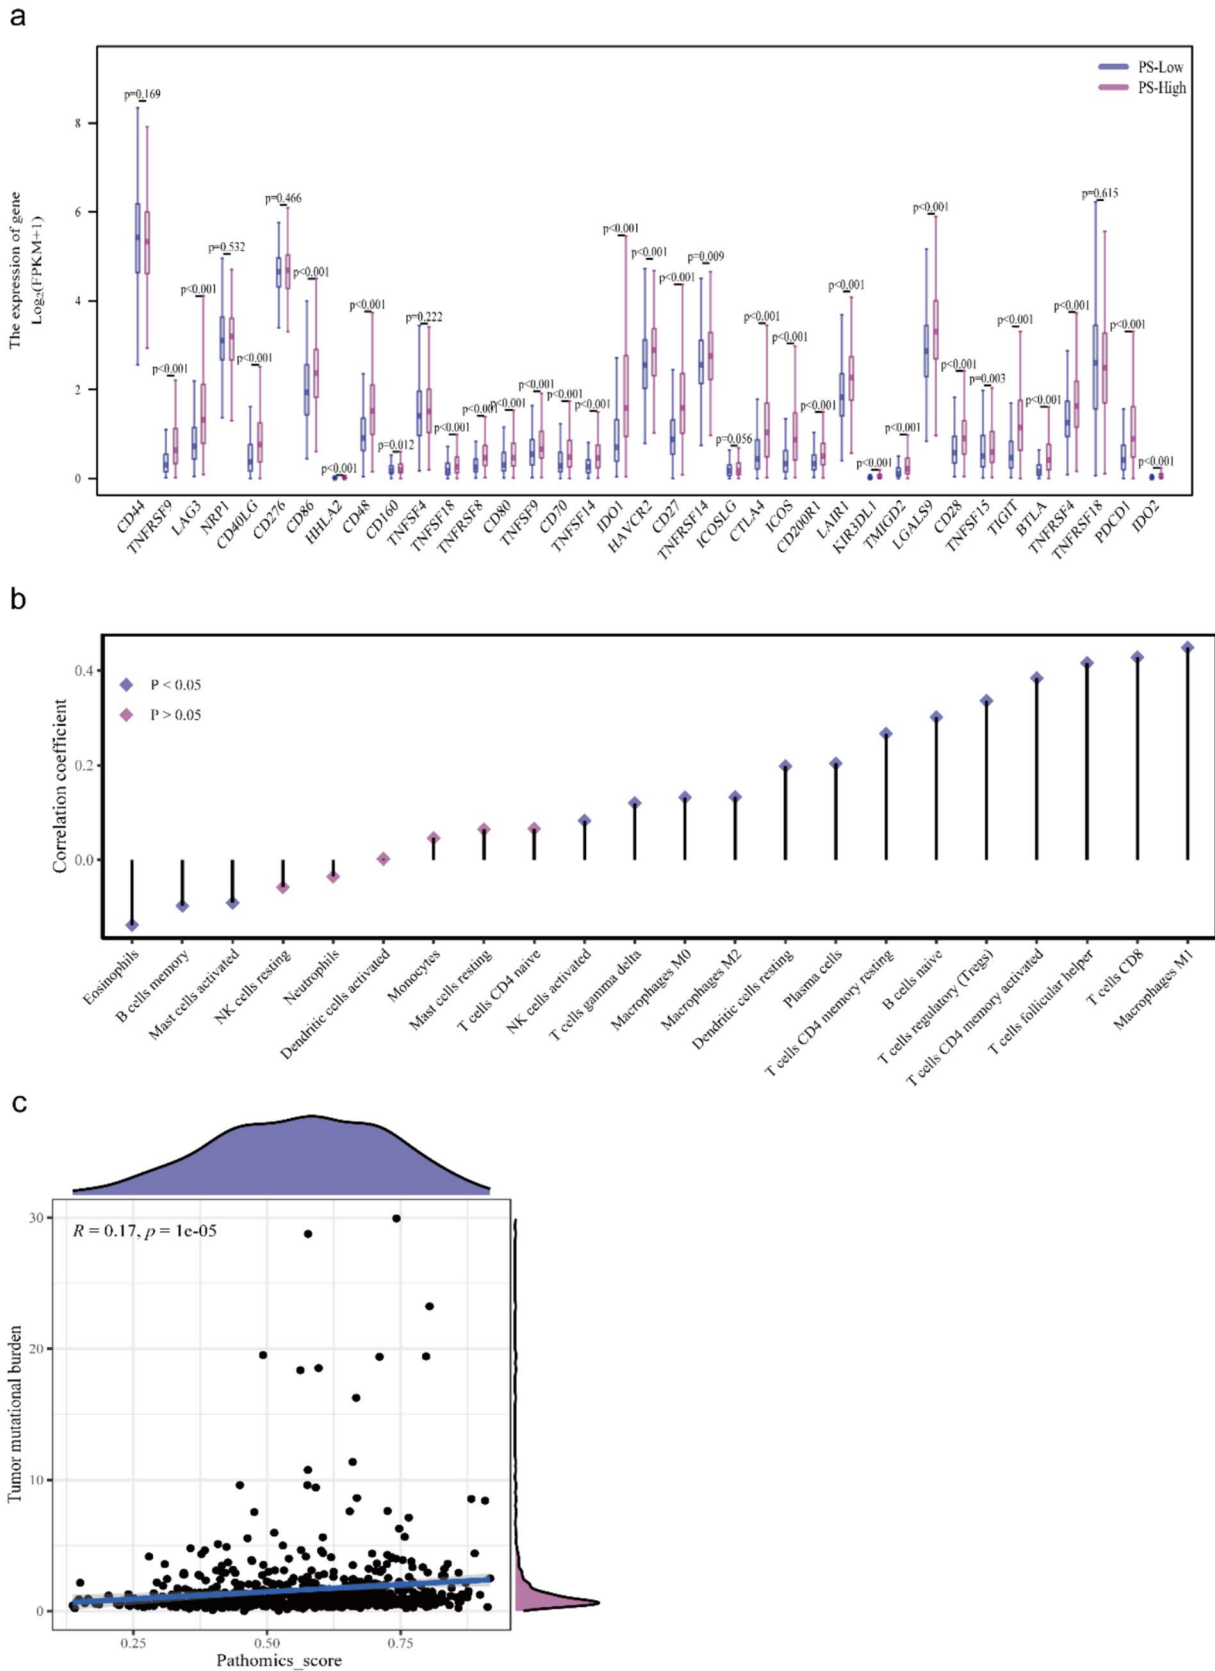 a
PS-Low
PS-High
The expression of gene
Log₂(FPKM+1)
8
6
4
2
0
p=0.169
p<0.001
p<0.001
p=0.532
p<0.001
p=0.466
p<0.001
p<0.001
p<0.001
p=0.012
p=0.222
p<0.001
p<0.001
p<0.001
p<0.001
p<0.001
p<0.001
p<0.001
p<0.001
p<0.001
p=0.009
p=0.056
p<0.001
p<0.001
p<0.001
p<0.001
p<0.001
p<0.001
p<0.001
p<0.001
p=0.003
p<0.001
p<0.001
p<0.001
p=0.615
p<0.001
p<0.001
CD44
TNFRSF9
LAG3
NRP1
CD40LG
CD276
CD86
HHLA2
CD48
CD160
TNFSF4
TNFSF18
TNFRSF8
CD80
TNFSF9
CD70
TNFSF14
IDO1
HAVCR2
CD27
TNFRSF14
ICOSLG
CTLA4
ICOS
CD200R1
LAIR1
KIR3DL1
TMIGD2
LGALS9
CD28
TNFSF15
TIGIT
BTLA
TNFRSF4
TNFRSF18
PDCD1
IDO2
b
P < 0.05
P > 0.05
Correlation coefficient
0.4
0.2
0.0
Eosinophils
B cells memory
Mast cells activated
NK cells resting
Neutrophils
Dendritic cells activated
Monocytes
Mast cells resting
T cells CD4 naive
NK cells activated
T cells gamma delta
Macrophages M0
Macrophages M2
Dendritic cells resting
Plasma cells
T cells CD4 memory resting
B cells naive
T cells regulatory (Tregs)
T cells CD4 memory activated
T cells follicular helper
T cells CD8
Macrophages M1
c
R = 0.17, p = 1e-05
Tumor mutational burden
30
20
10
0
0.25
0.50
0.75
Pathomics_score